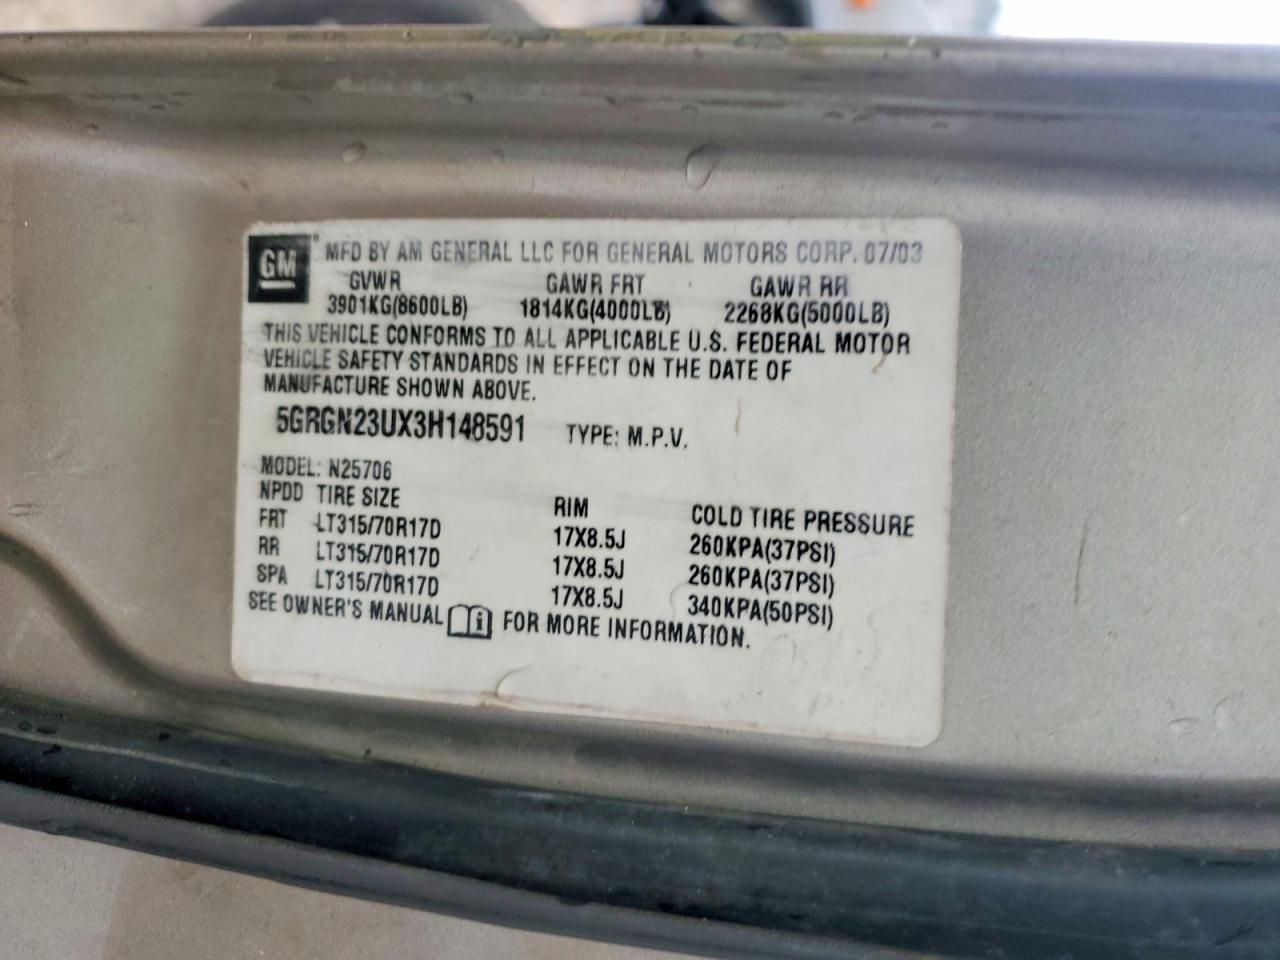 GM MFD BY AM GENERAL LLC FOR GENERAL MOTORS CORP. 07/03
GVWR GAWR FRT GAWR RR
3901KG(8600LB) 1814KG(4000LB) 2268KG(5000LB)
THIS VEHICLE CONFORMS TO ALL APPLICABLE U.S. FEDERAL MOTOR
VEHICLE SAFETY STANDARDS IN EFFECT ON THE DATE OF
MANUFACTURE SHOWN ABOVE.
5GRGN23UX3H148591 TYPE: M.P.V.
MODEL: N25706
NPDD TIRE SIZE RIM COLD TIRE PRESSURE
FRT LT315/70R17D 17X8.5J 260KPA(37PSI)
RR LT315/70R17D 17X8.5J 260KPA(37PSI)
SPA LT315/70R17D 17X8.5J 340KPA(50PSI)
SEE OWNER'S MANUAL i FOR MORE INFORMATION.